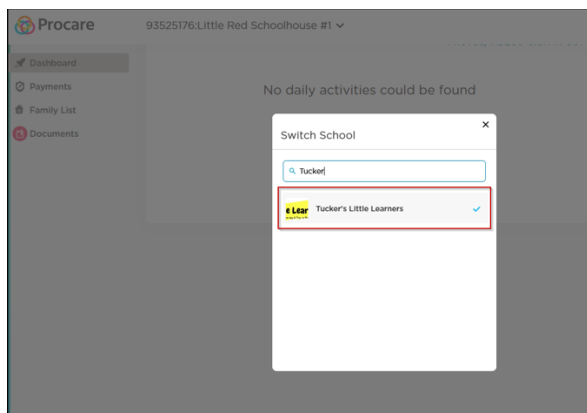 Procare
93525176:Little Red Schoolhouse #1
Dashboard
Payments
Family List
Documents
No daily activities could be found
Switch School
Tucker
e Lear
Tucker's Little Learners